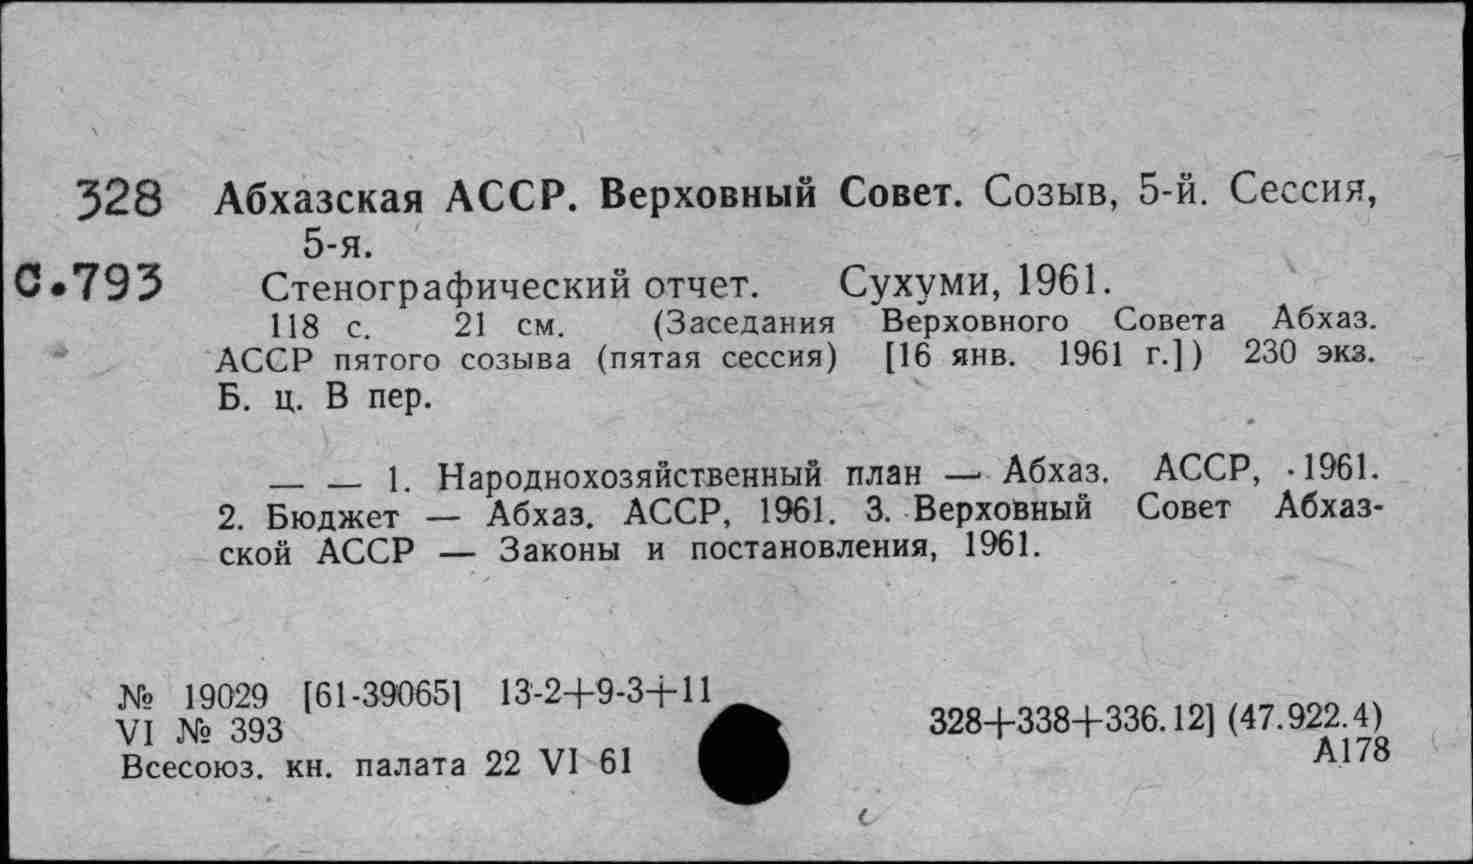 328 Абхазская АССР. Верховный Совет. Созыв, 5-й. Сессия,
5-я.
С.793 Стенографический отчет. Сухуми, 1961.
118 с. 21 см. (Заседания Верховного Совета Абхаз.
АССР пятого созыва (пятая сессия) [16 янв. 1961 г.]) 230 экз.
Б. ц. В пер.
— — 1. Народнохозяйственный план — Абхаз. АССР, 1961.
2. Бюджет — Абхаз. АССР, 1961. 3. Верховный Совет Абхаз-
ской АССР — Законы и постановления, 1961.
№ 19029 [61-39065] 13-2+9-3+11
VI № 393
328+338+336.12] (47.922.4)
Всесоюз. кн. палата 22 VI 61
А178